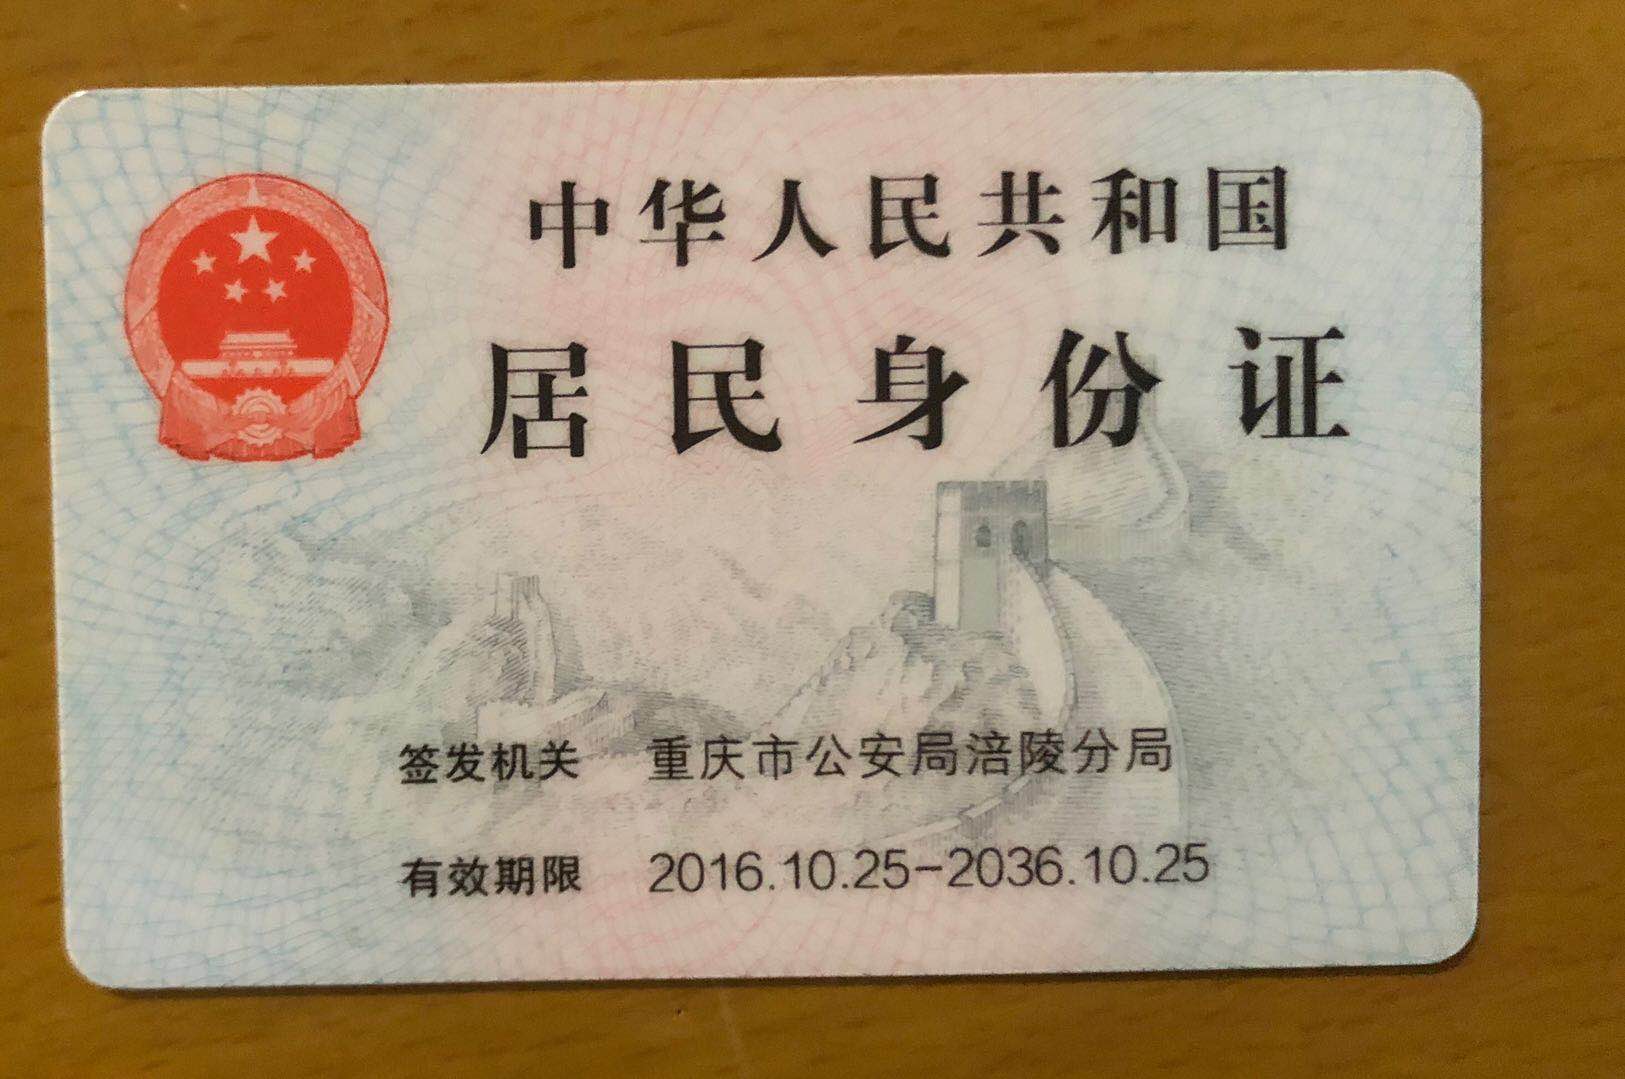 中华人民共和国
居民身份证
签发机关 重庆市公安局涪陵分局
有效期限 2016.10.25-2036.10.25